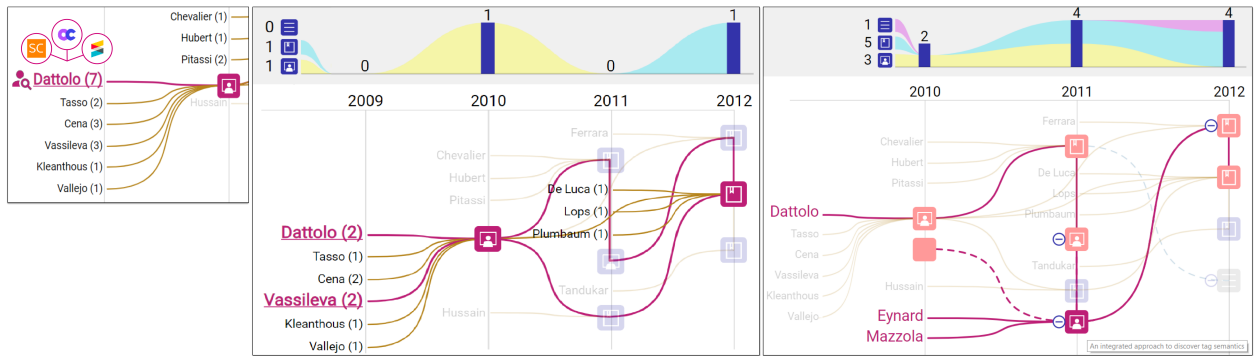 Chevalier (1)
Hubert (1)
Pitassi (2)
SC
Dattolo (7)
Hussain
Tasso (2)
Cena (3)
Vassileva (3)
Kleanthous (1)
Vallejo (1)
0
1
1
0
1
0
1
2009
2010
2011
2012
Ferrara
Chevalier
Hubert
Pitassi
De Luca (1)
Lops (1)
Plumbaum (1)
Dattolo (2)
Tasso (1)
Cena (2)
Vassileva (2)
Kleanthous (1)
Vallejo (1)
Tandukar
Hussain
1
5
3
2
4
4
2010
2011
2012
Ferrara
Chevalier
Hubert
Pitassi
De Luca
Lops
Plumbaum
Dattolo
Tasso
Cena
Vassileva
Kleanthous
Vallejo
Tandukar
Hussain
Eynard
Mazzola
An integrated approach to discover tag semantics